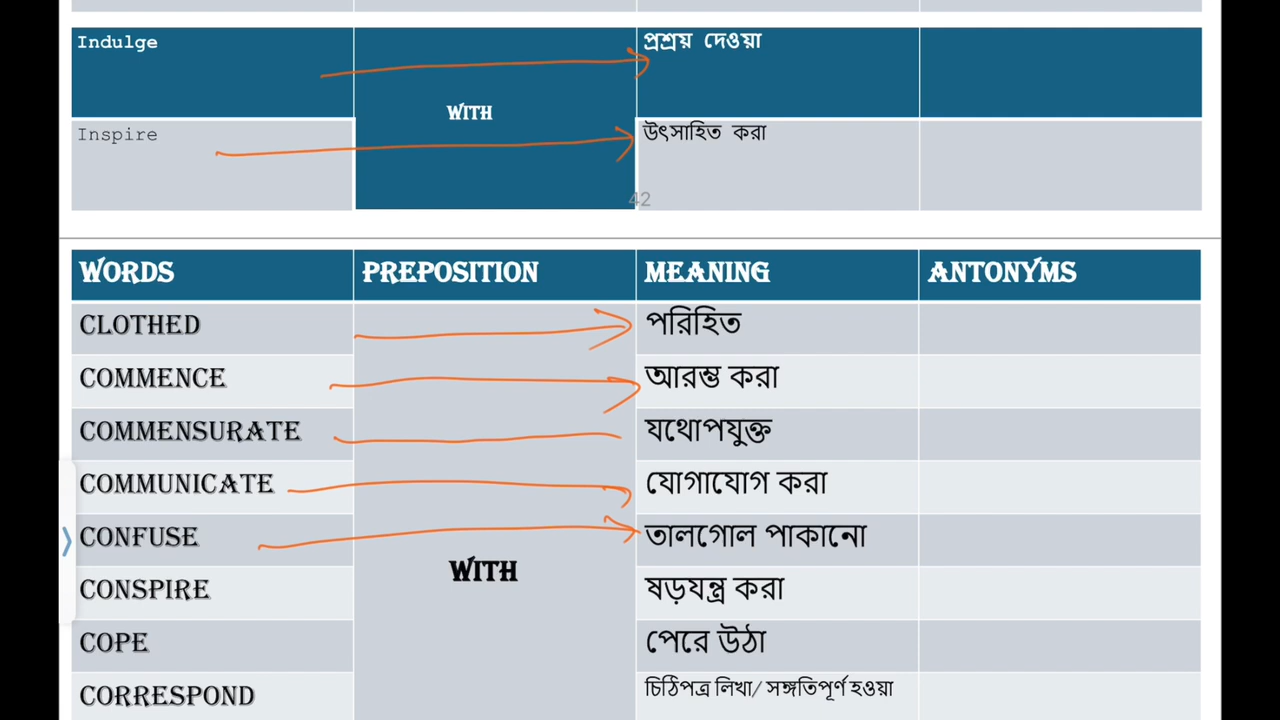 Indulge প্রশ্রয় দেওয়া
WITH
Inspire উৎসাহিত করা
42
WORDS PREPOSITION MEANING ANTONYMS
CLOTHED পরিহিত
COMMENCE আরম্ভ করা
COMMENSURATE যথোপযুক্ত
COMMUNICATE যোগাযোগ করা
CONFUSE তালগোল পাকানো
WITH
CONSPIRE ষড়যন্ত্র করা
COPE পেরে উঠা
CORRESPOND চিঠিপত্র লিখা/ সঙ্গতিপূর্ণ হওয়া